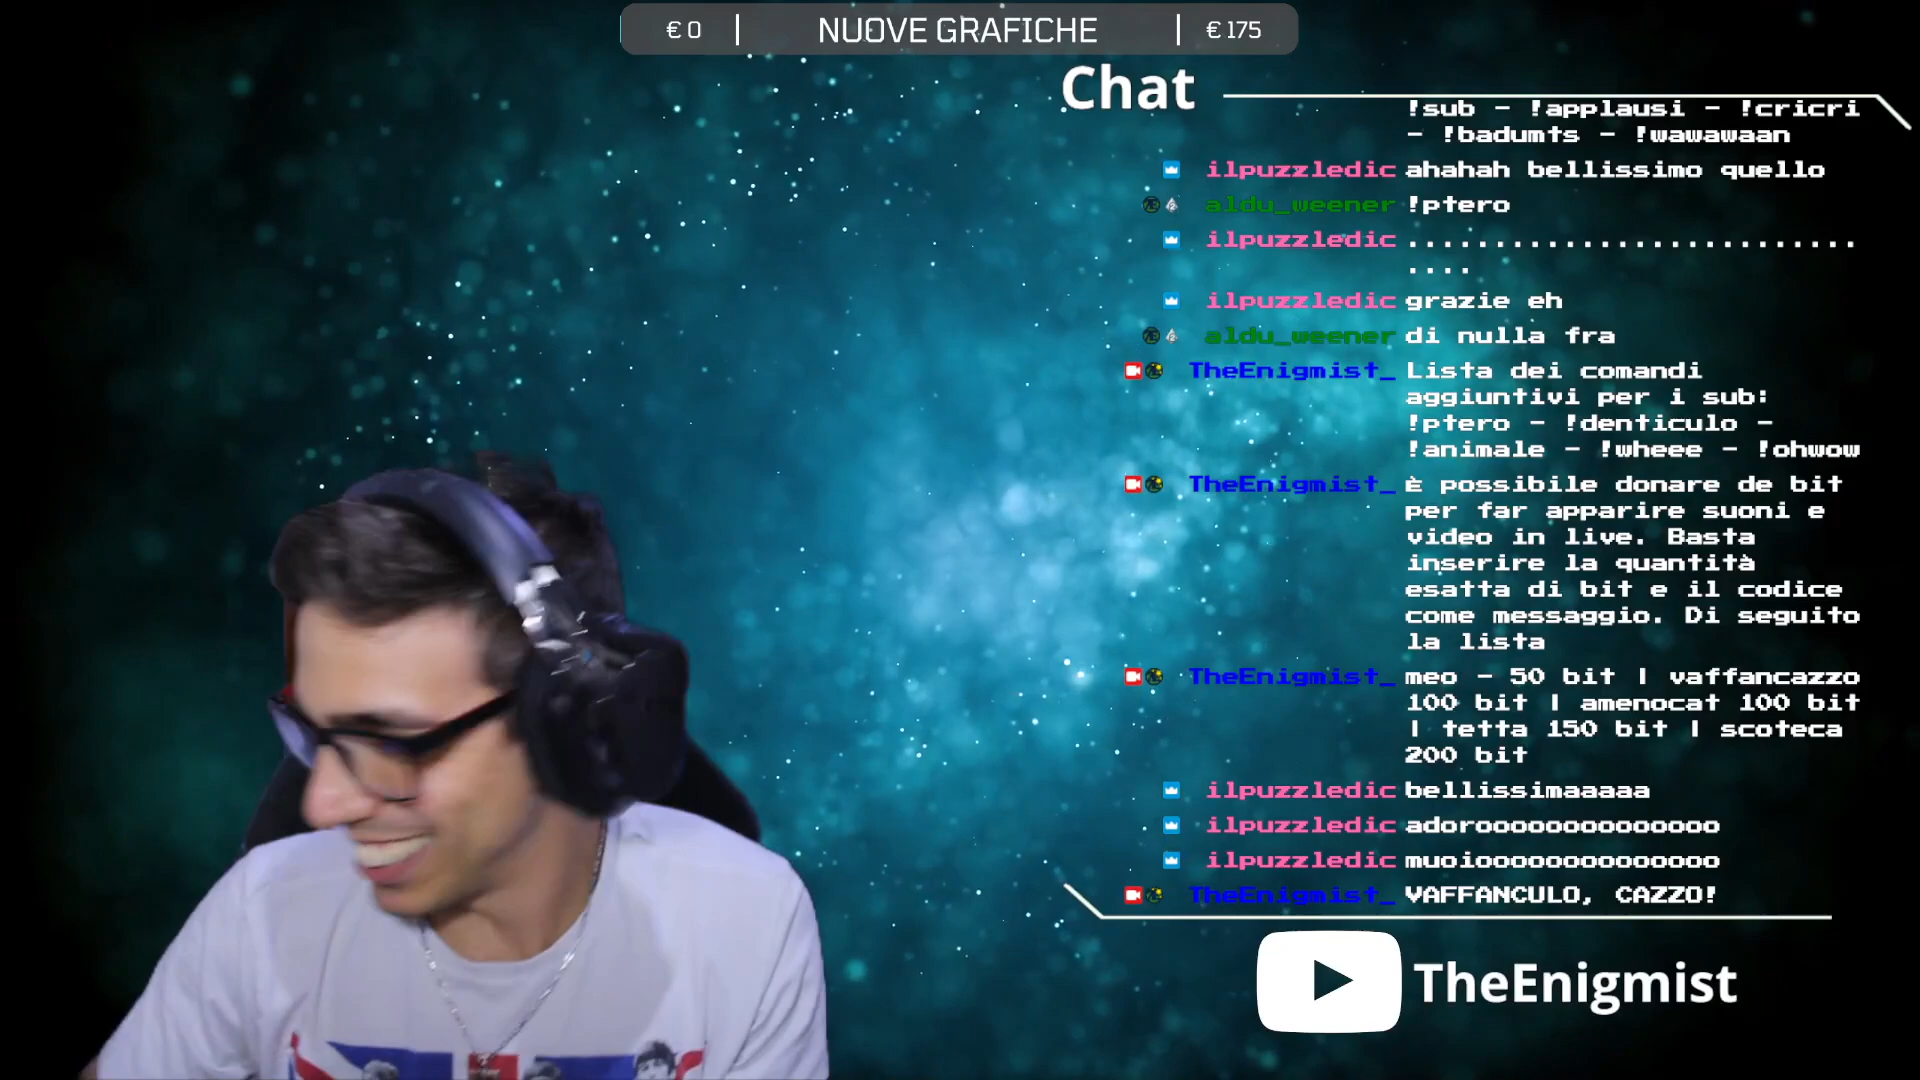 € 0 | NUOVE GRAFICHE | € 175
Chat
!sub - !applausi - !cricri
- !badumts - !wawawaan
ilpuzzledic ahahah bellissimo quello
aldu_weener !ptero
ilpuzzledic ..........................
....
ilpuzzledic grazie eh
aldu_weener di nulla fra
TheEnigmist_ Lista dei comandi
aggiuntivi per i sub:
!ptero - !denticulo -
!animale - !wheee - !ohwow
TheEnigmist_ È possibile donare de bit
per far apparire suoni e
video in live. Basta
inserire la quantità
esatta di bit e il codice
come messaggio. Di seguito
la lista
TheEnigmist_ meo - 50 bit | vaffancazzo
100 bit | amenocat 100 bit
| tetta 150 bit | scoteca
200 bit
ilpuzzledic bellissimaaaaa
ilpuzzledic adoroooooooooooooo
ilpuzzledic muoioooooooooooooo
TheEnigmist_ VAFFANCULO, CAZZO!
TheEnigmist